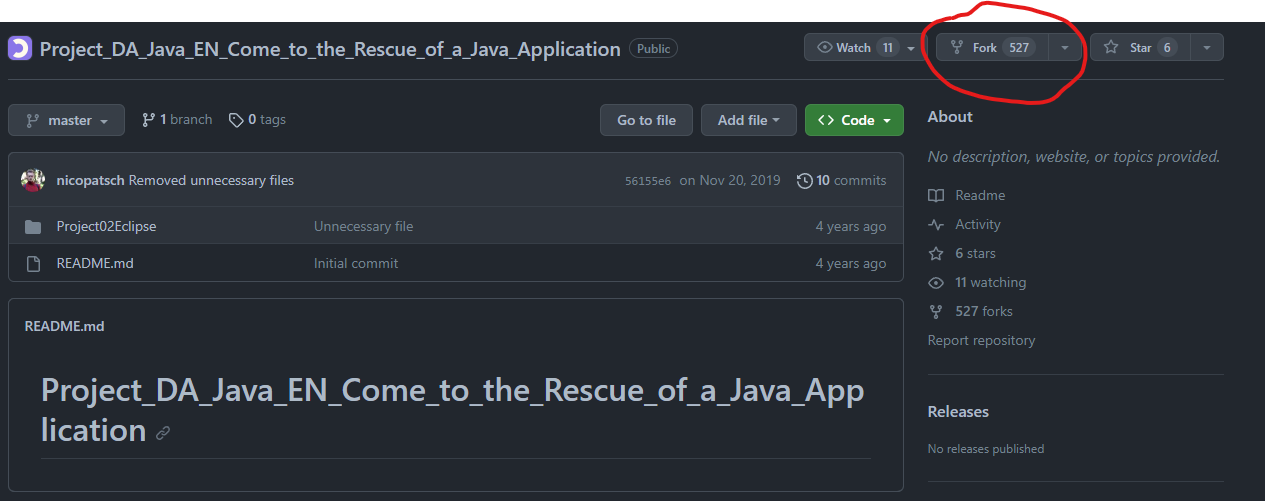 Project_DA_Java_EN_Come_to_the_Rescue_of_a_Java_Application Public Watch 11 Fork 527 Star 6
master 1 branch 0 tags Go to file Add file Code
nicopatsch Removed unnecessary files 56155e6 on Nov 20, 2019 10 commits
Project02Eclipse Unnecessary file 4 years ago
README.md Initial commit 4 years ago
README.md
Project_DA_Java_EN_Come_to_the_Rescue_of_a_Java_App
lication
About
No description, website, or topics provided.
Readme
Activity
6 stars
11 watching
527 forks
Report repository
Releases
No releases published